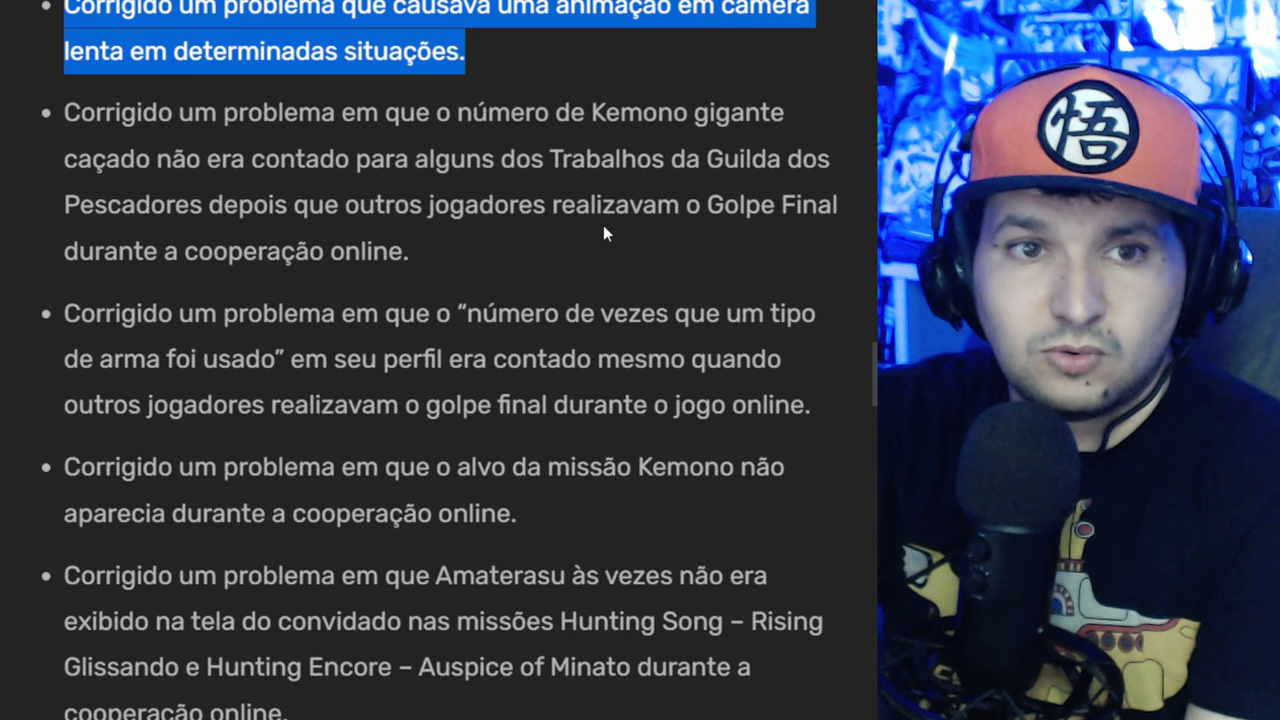 Corrigido um problema que causava uma animação em câmera
lenta em determinadas situações.
Corrigido um problema em que o número de Kemono gigante
caçado não era contado para alguns dos Trabalhos da Guilda dos
Pescadores depois que outros jogadores realizavam o Golpe Final
durante a cooperação online.
Corrigido um problema em que o “número de vezes que um tipo
de arma foi usado” em seu perfil era contado mesmo quando
outros jogadores realizavam o golpe final durante o jogo online.
Corrigido um problema em que o alvo da missão Kemono não
aparecia durante a cooperação online.
Corrigido um problema em que Amaterasu às vezes não era
exibido na tela do convidado nas missões Hunting Song – Rising
Glissando e Hunting Encore – Auspice of Minato durante a
cooperação online.
悟